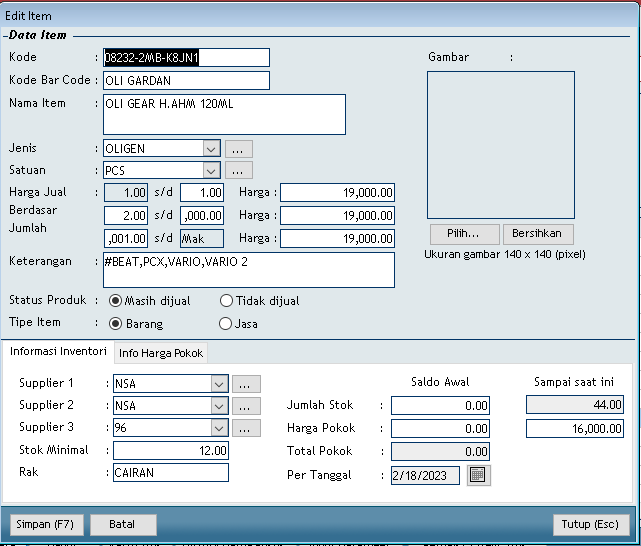 Edit Item
Data Item
Kode : 08232-2MB-K8JN1
Gambar :
Kode Bar Code : OLI GARDAN
Nama Item : OLI GEAR H.AHM 120ML
Jenis : OLIGEN ...
Satuan : PCS ...
Harga Jual : 1.00 s/d 1.00 Harga : 19,000.00
Berdasar 2.00 s/d ,000.00 Harga : 19,000.00
Jumlah ,001.00 s/d Mak Harga : 19,000.00
Pilih... Bersihkan
Ukuran gambar 140 x 140 (pixel)
Keterangan : #BEAT,PCX,VARIO,VARIO 2
Status Produk : Masih dijual Tidak dijual
Tipe Item : Barang Jasa
Informasi Inventori Info Harga Pokok
Supplier 1 : NSA ...
Supplier 2 : NSA ...
Supplier 3 : 96 ...
Stok Minimal : 12.00
Rak : CAIRAN
Saldo Awal Sampai saat ini
Jumlah Stok : 0.00 44.00
Harga Pokok : 0.00 16,000.00
Total Pokok : 0.00
Per Tanggal : 2/18/2023
Simpan (F7) Batal Tutup (Esc)